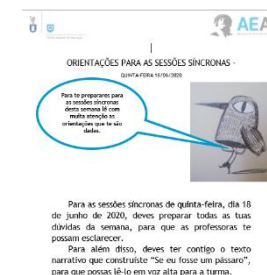 AEA
ORIENTAÇÕES PARA AS SESSÕES SÍNCRONAS -
QUINTA-FEIRA 18/06/2020
Para te preparares para
as sessões síncronas
desta semana lê com
muita atenção as
orientações que te são
dadas.
Para as sessões síncronas de quinta-feira, dia 18
de junho de 2020, deves preparar todas as tuas
dúvidas da semana, para que as professoras te
possam esclarecer.
Para além disso, deves ter contigo o texto
narrativo que construíste "Se eu fosse um pássaro",
para que possas lê-lo em voz alta para a turma.